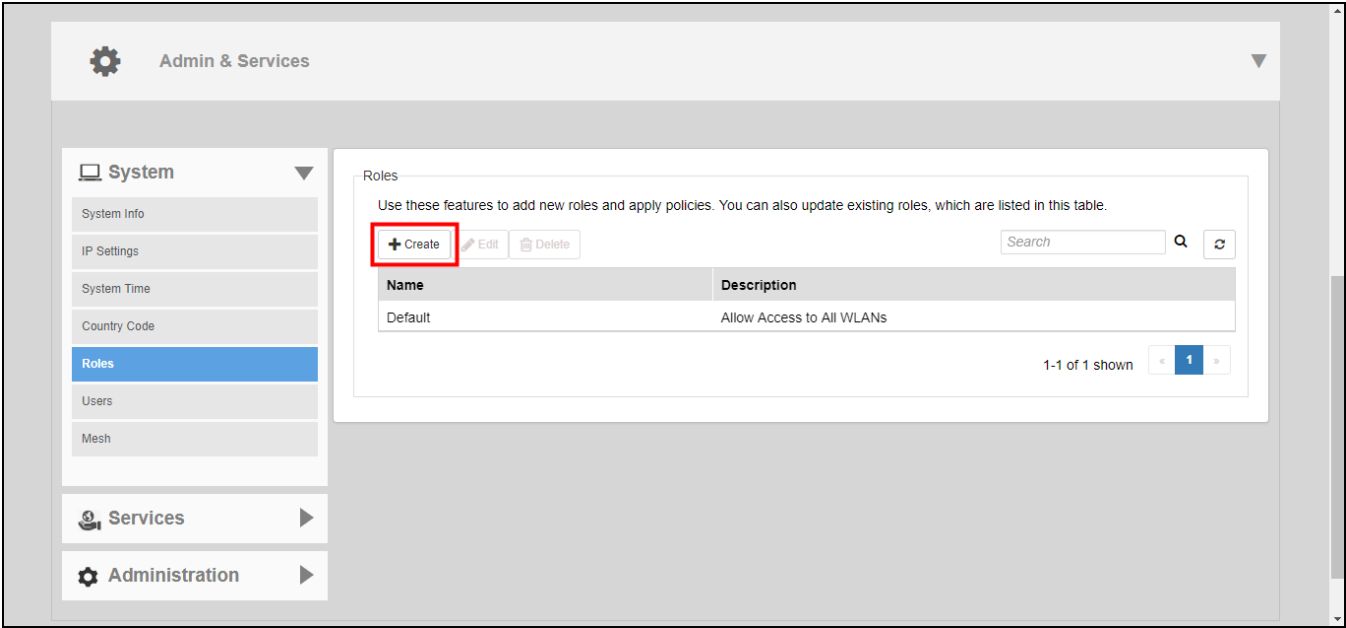 Admin & Services
System
System Info
IP Settings
System Time
Country Code
Roles
Users
Mesh
Services
Administration
Roles
Use these features to add new roles and apply policies. You can also update existing roles, which are listed in this table.
Create Edit Delete Search
Name Description
Default Allow Access to All WLANs
1-1 of 1 shown « 1 »